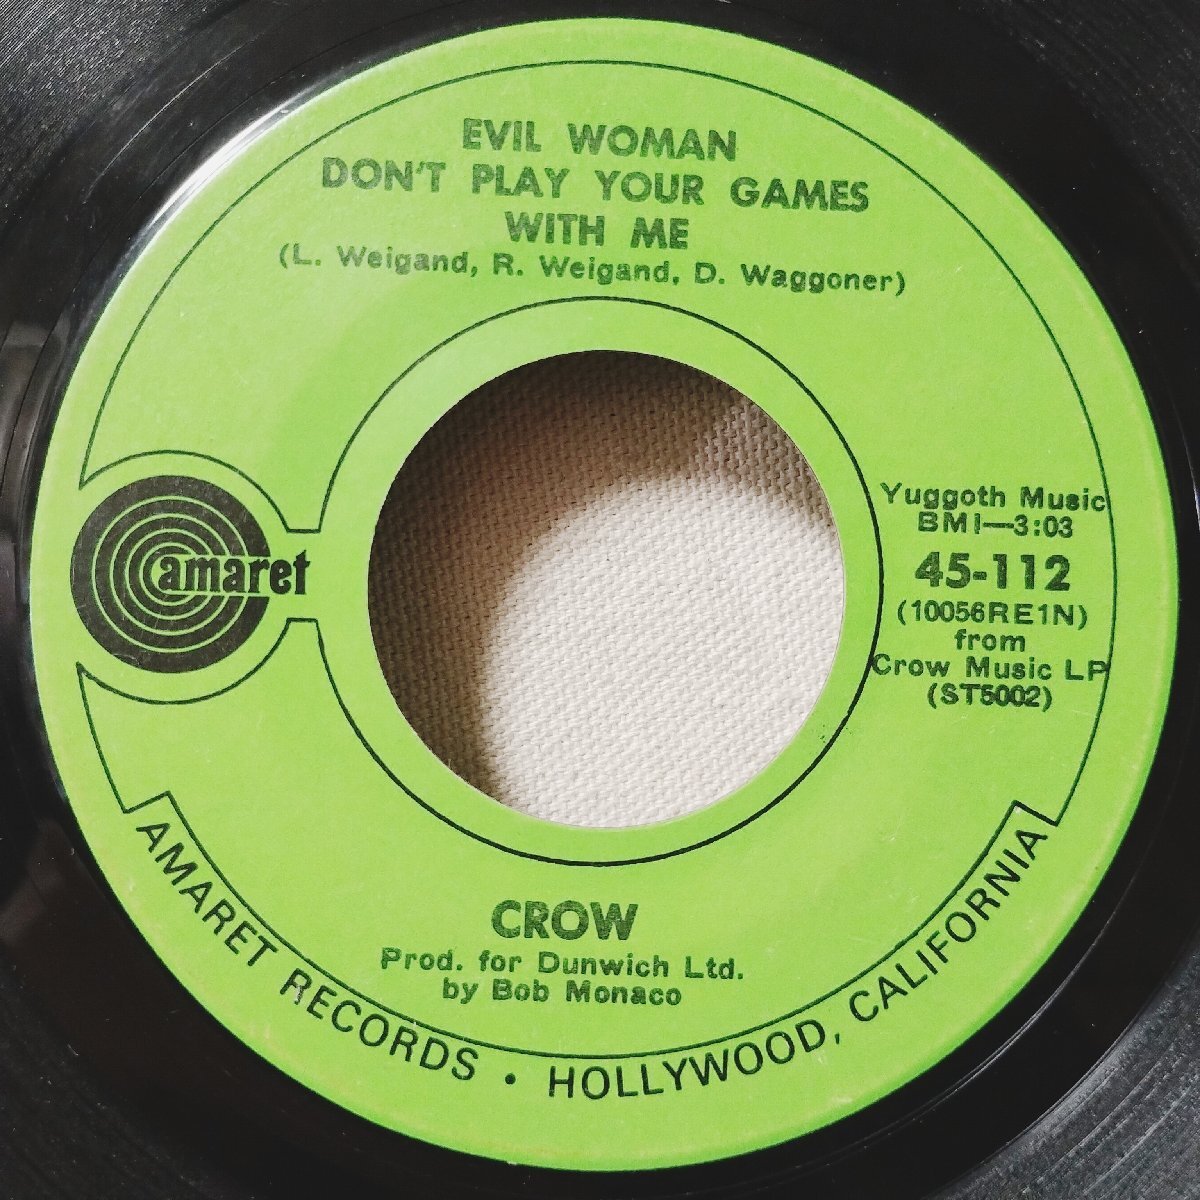 EVIL WOMAN
DON'T PLAY YOUR GAMES
WITH ME
(L. Weigand, R. Weigand, D. Waggoner)
amaret
Yuggoth Music
BMI—3:03
45-112
(10056RE1N)
from
Crow Music LP
(ST5002)
CROW
Prod. for Dunwich Ltd.
by Bob Monaco
AMARET RECORDS • HOLLYWOOD, CALIFORNIA